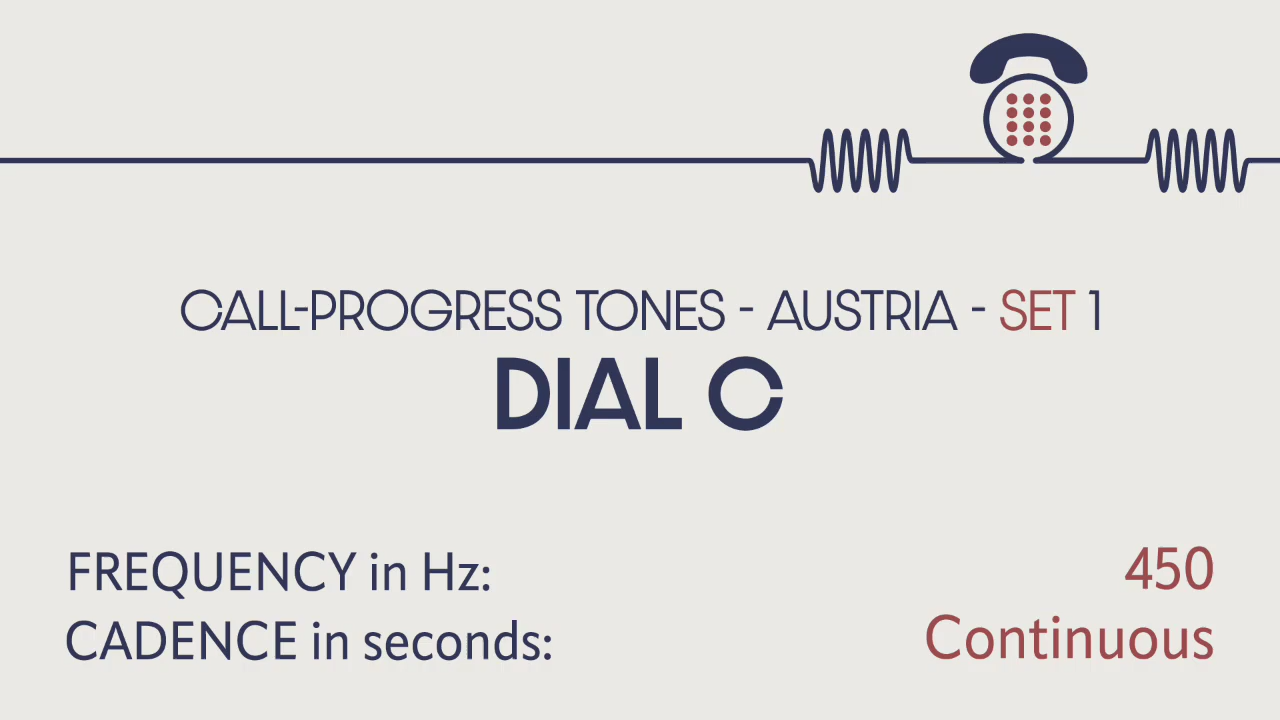 CALL-PROGRESS TONES - AUSTRIA - SET 1
DIAL C
FREQUENCY in Hz: 450
CADENCE in seconds: Continuous